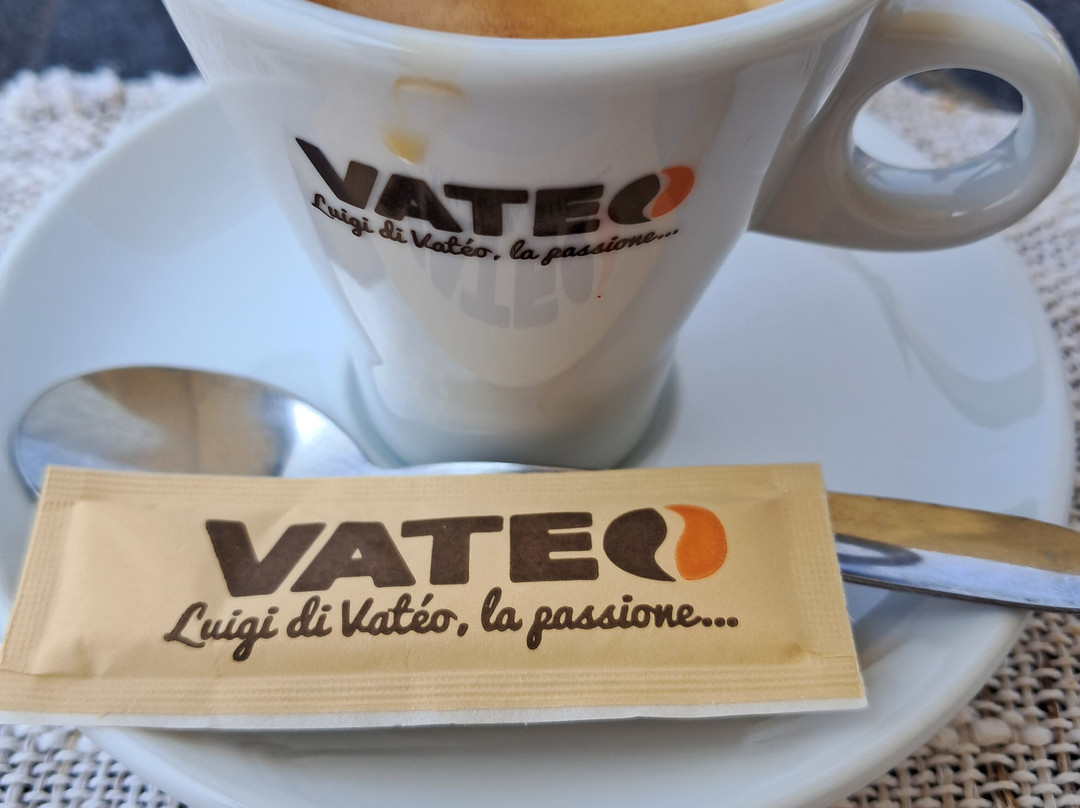 VATEO
Luigi di Vatéo, la passione...
VATEO
Luigi di Vatéo, la passione...